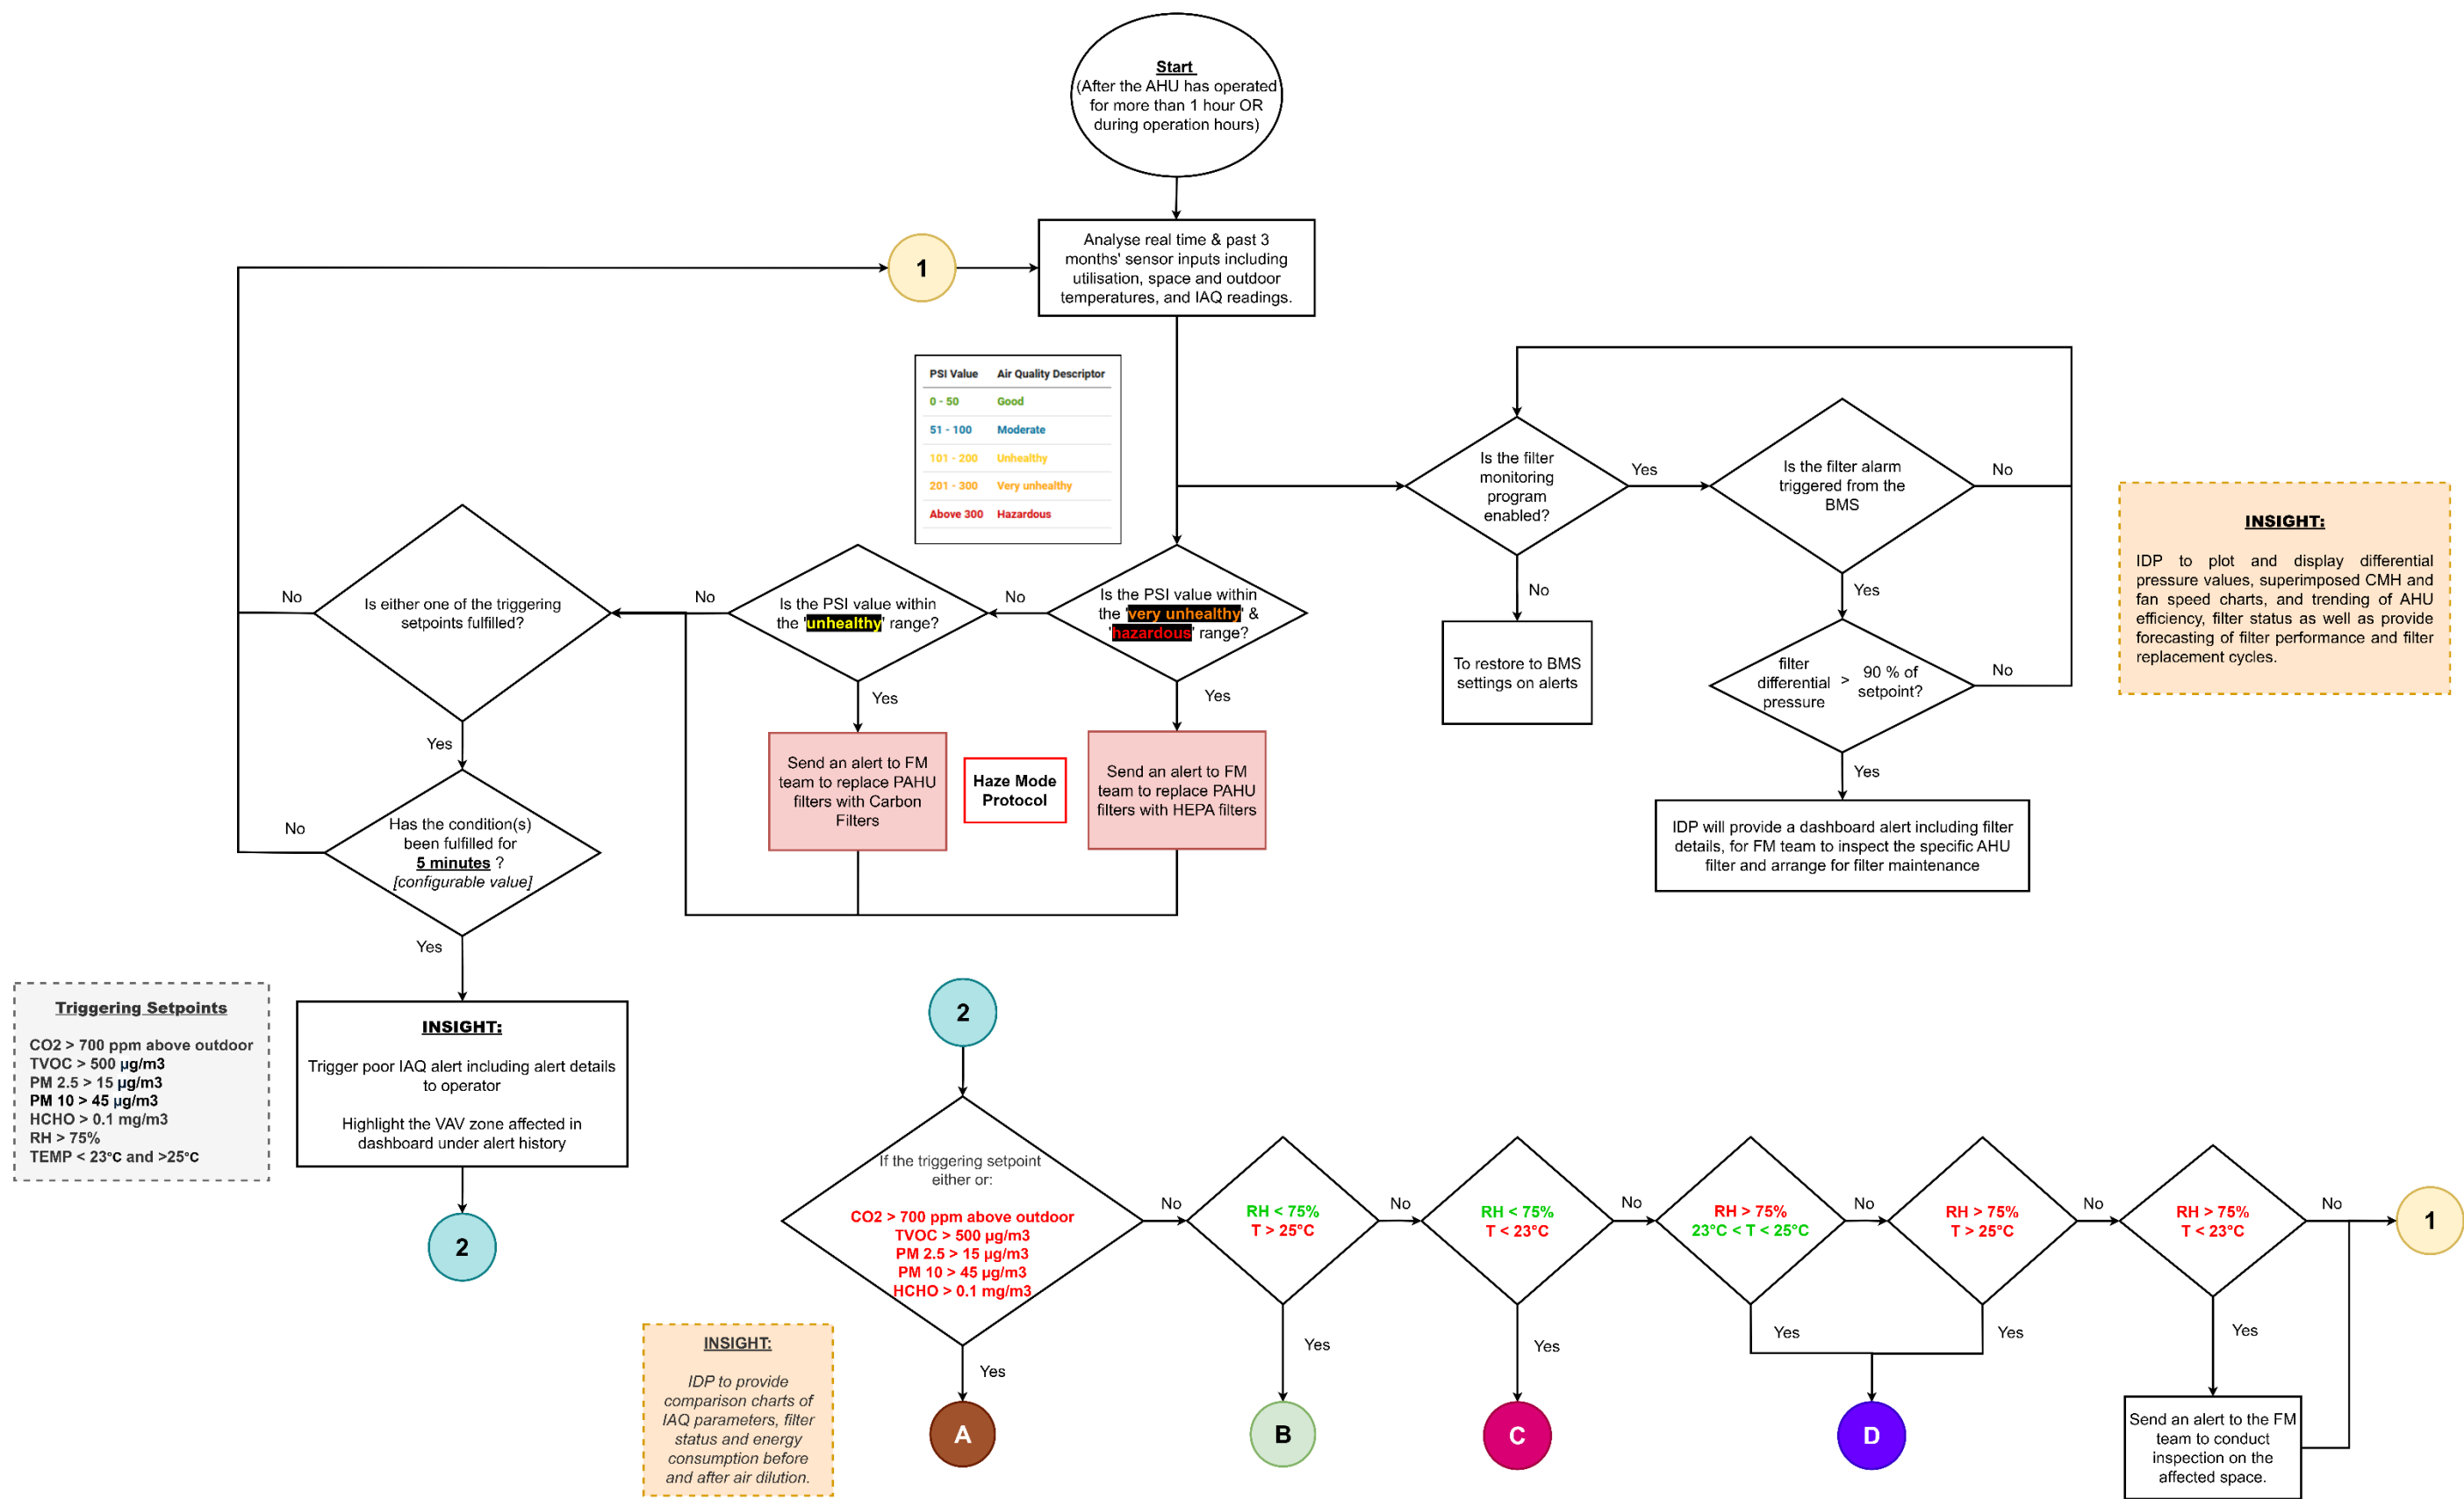 Start
(After the AHU has operated
for more than 1 hour OR
during operation hours)
1
Analyse real time & past 3
months' sensor inputs including
utilisation, space and outdoor
temperatures, and IAQ readings.
PSI Value Air Quality Descriptor
0 - 50 Good
51 - 100 Moderate
101 - 200 Unhealthy
201 - 300 Very unhealthy
Above 300 Hazardous
Is the filter
monitoring
program
enabled?
Yes
Is the filter alarm
triggered from the
BMS
No
Yes
No
To restore to BMS
settings on alerts
filter
differential
pressure
>
90 % of
setpoint?
No
Yes
IDP will provide a dashboard alert including filter
details, for FM team to inspect the specific AHU
filter and arrange for filter maintenance
INSIGHT:
IDP to plot and display differential
pressure values, superimposed CMH and
fan speed charts, and trending of AHU
efficiency, filter status as well as provide
forecasting of filter performance and filter
replacement cycles.
Is the PSI value within
the 'very unhealthy' &
'hazardous' range?
No
Yes
Is the PSI value within
the 'unhealthy' range?
No
Yes
Send an alert to FM
team to replace PAHU
filters with Carbon
Filters
Haze Mode
Protocol
Send an alert to FM
team to replace PAHU
filters with HEPA filters
Is either one of the triggering
setpoints fulfilled?
No
Yes
Has the condition(s)
been fulfilled for
5 minutes ?
[configurable value]
No
Yes
Triggering Setpoints
CO2 > 700 ppm above outdoor
TVOC > 500 µg/m3
PM 2.5 > 15 µg/m3
PM 10 > 45 µg/m3
HCHO > 0.1 mg/m3
RH > 75%
TEMP < 23°C and >25°C
INSIGHT:
Trigger poor IAQ alert including alert details
to operator
Highlight the VAV zone affected in
dashboard under alert history
2
2
If the triggering setpoint
either or:
CO2 > 700 ppm above outdoor
TVOC > 500 µg/m3
PM 2.5 > 15 µg/m3
PM 10 > 45 µg/m3
HCHO > 0.1 mg/m3
No
Yes
A
INSIGHT:
IDP to provide
comparison charts of
IAQ parameters, filter
status and energy
consumption before
and after air dilution.
RH < 75%
T > 25°C
No
Yes
B
RH < 75%
T < 23°C
No
Yes
C
RH > 75%
23°C < T < 25°C
No
Yes
RH > 75%
T > 25°C
No
Yes
D
RH > 75%
T < 23°C
No
Yes
1
Send an alert to the FM
team to conduct
inspection on the
affected space.